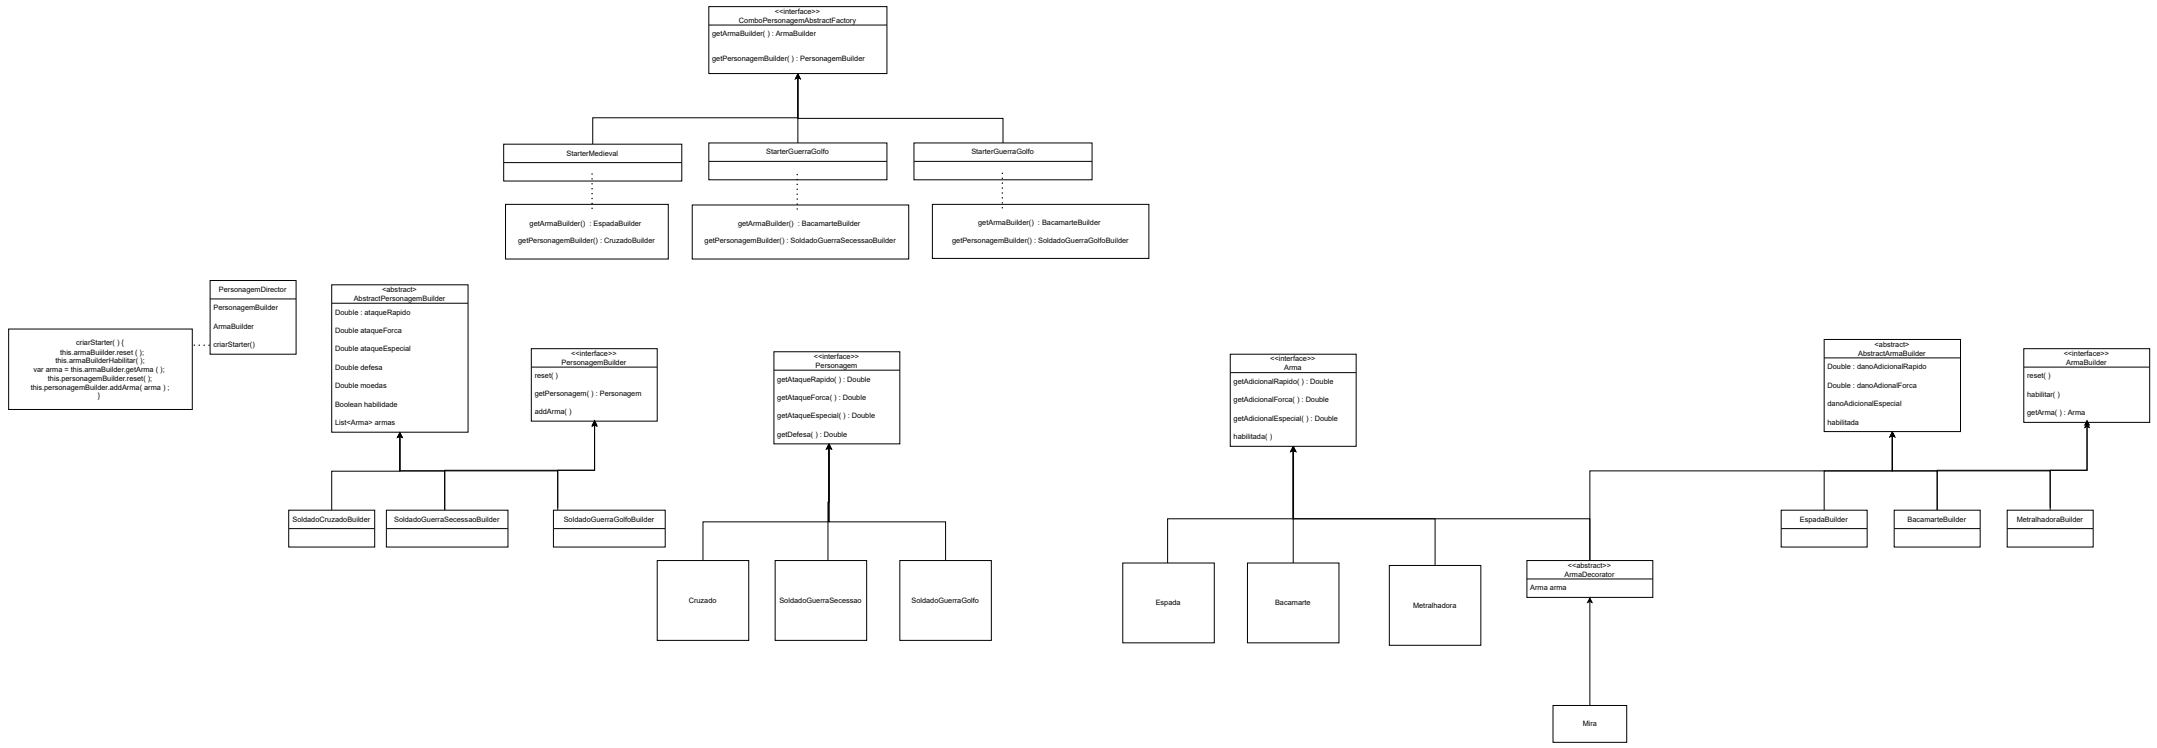 <<interface>>
ComboPersonagemAbstractFactory
getArmaBuilder( ) : ArmaBuilder
getPersonagemBuilder( ) : PersonagemBuilder
StarterMedieval
StarterGuerraGolfo
StarterGuerraGolfo
getArmaBuilder() : EspadaBuilder
getPersonagemBuilder() : CruzadoBuilder
getArmaBuilder() : BacamarteBuilder
getPersonagemBuilder() : SoldadoGuerraSecessaoBuilder
getArmaBuilder() : BacamarteBuilder
getPersonagemBuilder() : SoldadoGuerraGolfoBuilder
criarStarter( ) {
this.armaBuiilder.reset ( );
this.armaBuilderHabilitar( );
var arma = this.armaBuilder.getArma ( );
this.personagemBuilder.reset( );
this.personagemBuilder.addArma( arma ) ;
}
PersonagemDirector
PersonagemBuilder
ArmaBuilder
criarStarter()
<abstract>
AbstractPersonagemBuilder
Double : ataqueRapido
Double ataqueForca
Double ataqueEspecial
Double defesa
Double moedas
Boolean habilidade
List<Arma> armas
<<interface>>
PersonagemBuilder
reset( )
getPersonagem( ) : Personagem
addArma( )
SoldadoCruzadoBuilder
SoldadoGuerraSecessaoBuilder
SoldadoGuerraGolfoBuilder
<<interface>>
Personagem
getAtaqueRapido( ) : Double
getAtaqueForca( ) : Double
getAtaqueEspecial( ) : Double
getDefesa( ) : Double
Cruzado
SoldadoGuerraSecessao
SoldadoGuerraGolfo
<<interface>>
Arma
getAdicionalRapido( ) : Double
getAdicionalForca( ) : Double
getAdicionalEspecial( ) : Double
habilitada( )
Espada
Bacamarte
Metralhadora
<<abstract>>
ArmaDecorator
Arma arma
Mira
<abstract>
AbstractArmaBuilder
Double : danoAdicionalRapido
Double : danoAdionalForca
danoAdicionalEspecial
habilitada
<<interface>>
ArmaBuilder
reset( )
habilitar( )
getArma( ) : Arma
EspadaBuilder
BacamarteBuilder
MetralhadoraBuilder